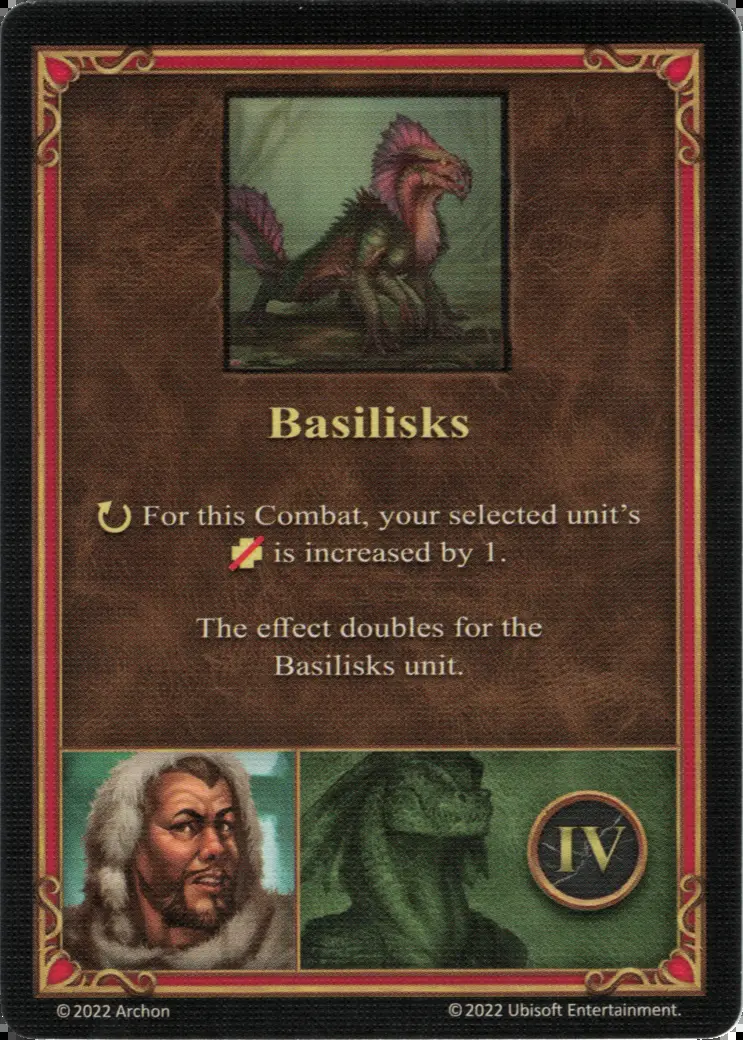 Basilisks
For this Combat, your selected unit's
is increased by 1.
The effect doubles for the
Basilisks unit.
IV
© 2022 Archon
© 2022 Ubisoft Entertainment.